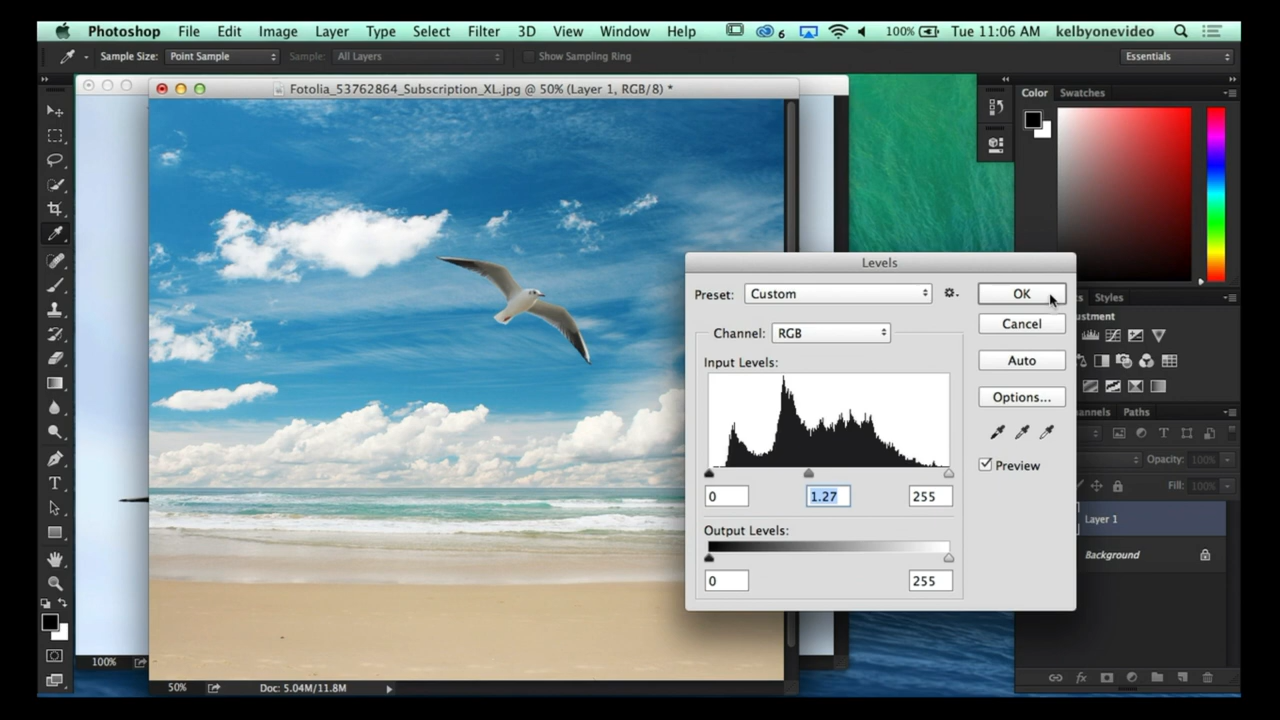 Photoshop File Edit Image Layer Type Select Filter 3D View Window Help 6 100% Tue 11:06 AM kelbyonevideo
Sample Size: Point Sample Sample: All Layers Show Sampling Ring Essentials
Fotolia_53762864_Subscription_XL.jpg @ 50% (Layer 1, RGB/8) *
Color Swatches
Levels
Preset: Custom OK
Styles
Cancel
Channel: RGB
Auto
Input Levels:
Options...
Paths
Preview
Opacity: 100%
Fill: 100%
0 1.27 255
Layer 1
Output Levels:
Background
0 255
100%
50% Doc: 5.04M/11.8M
T
T
fx